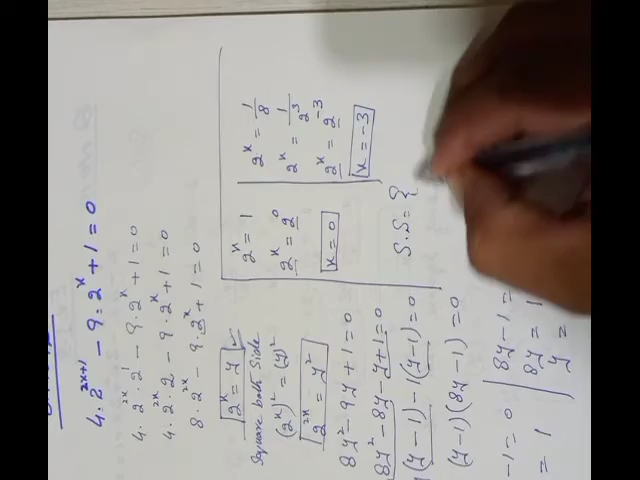 4.2^{2x+1} - 9.2^x + 1 = 0
4.2^{2x}.2^1 - 9.2^x + 1 = 0
4.2^{2x}.2 - 9.2^x + 1 = 0
8.2^{2x} - 9.2^x + 1 = 0
2^x = y
Square both Side
(2^x)^2 = (y)^2
2^{2x} = y^2
8y^2 - 9y + 1 = 0
8y^2 - 8y - y + 1 = 0
(y - 1) - 1(y - 1) = 0
(y - 1)(8y - 1) = 0
-1 = 0
= 1
8y - 1 =
8y = 1
y =
2^x = 1
2^x = 2^0
x = 0
2^x = 1/8
2^x = 1/2^3
2^x = 2^{-3}
x = -3
S.S = {